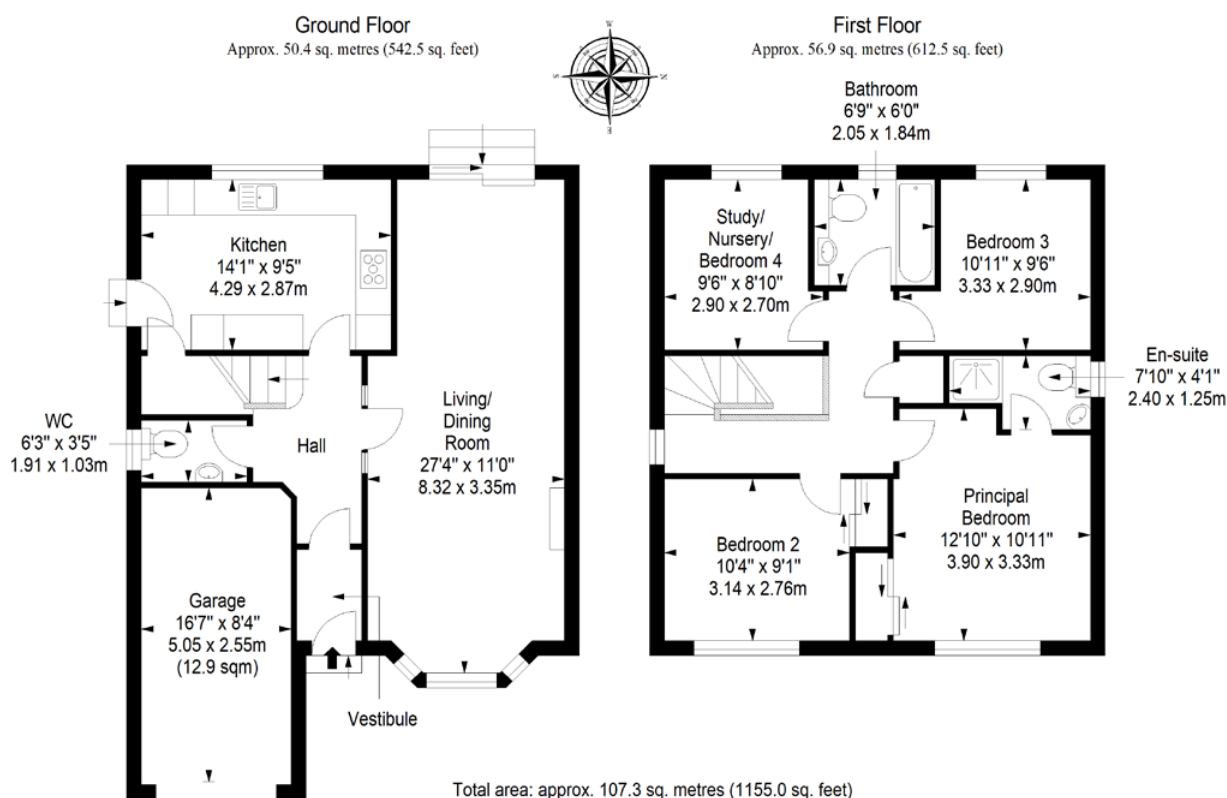 Ground Floor
Approx. 50.4 sq. metres (542.5 sq. feet)
First Floor
Approx. 56.9 sq. metres (612.5 sq. feet)
S
N
Bathroom
6'9" x 6'0"
2.05 x 1.84m
Kitchen
14'1" x 9'5"
4.29 x 2.87m
Study/
Nursery/
Bedroom 4
9'6" x 8'10"
2.90 x 2.70m
Bedroom 3
10'11" x 9'6"
3.33 x 2.90m
En-suite
7'10" x 4'1"
2.40 x 1.25m
WC
6'3" x 3'5"
1.91 x 1.03m
Hall
Living/
Dining
Room
27'4" x 11'0"
8.32 x 3.35m
Principal
Bedroom
12'10" x 10'11"
3.90 x 3.33m
Bedroom 2
10'4" x 9'1"
3.14 x 2.76m
Garage
16'7" x 8'4"
5.05 x 2.55m
(12.9 sqm)
Vestibule
Total area: approx. 107.3 sq. metres (1155.0 sq. feet)